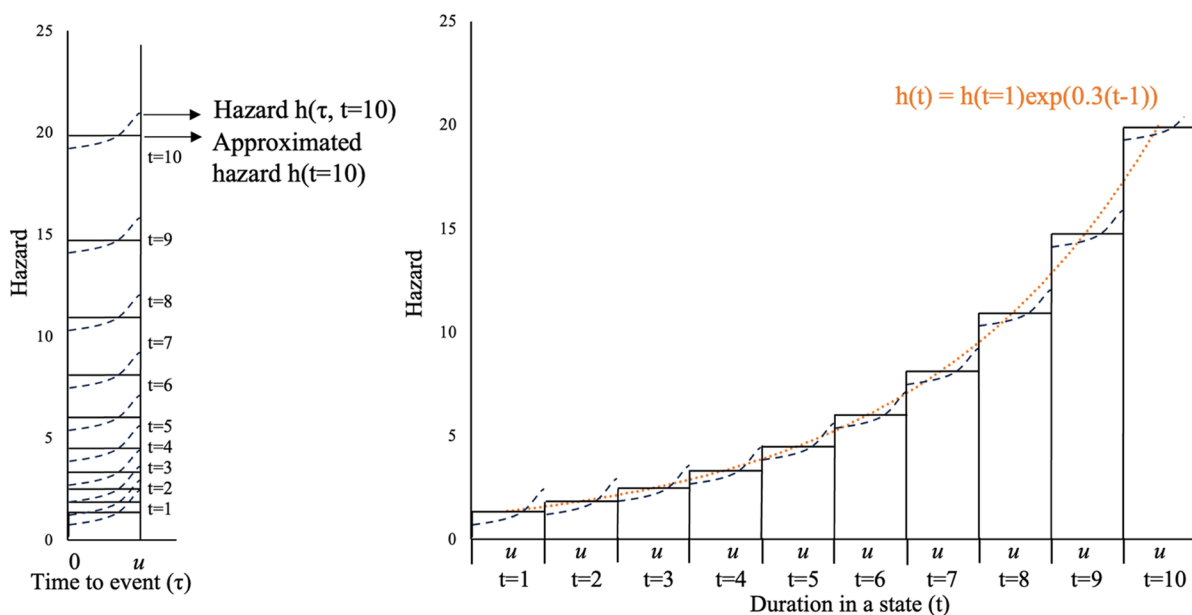 25
20
15
10
5
0
Hazard
t=10
t=9
t=8
t=7
t=6
t=5
t=4
t=3
t=2
t=1
0
u
Time to event (τ)
Hazard h(τ, t=10)
Approximated
hazard h(t=10)
25
20
15
10
5
0
Hazard
h(t) = h(t=1)exp(0.3(t-1))
u u u u u u u u u u
t=1 t=2 t=3 t=4 t=5 t=6 t=7 t=8 t=9 t=10
Duration in a state (t)